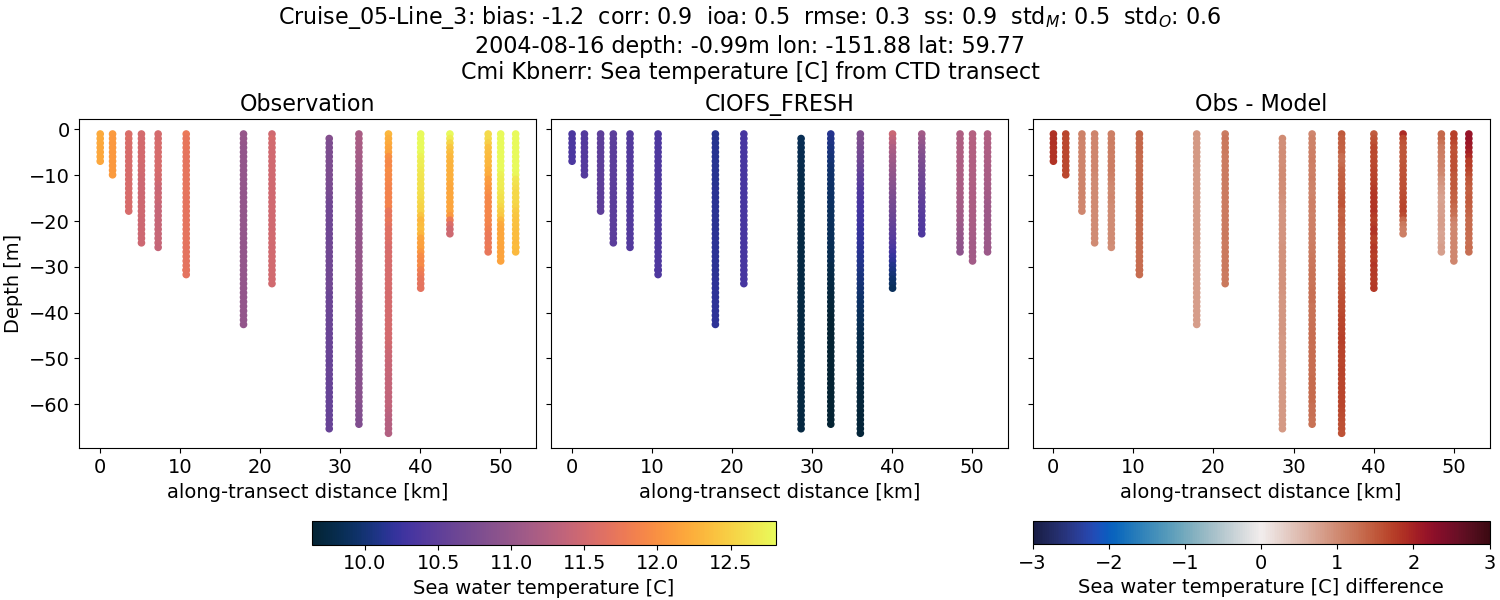 Cruise_05-Line_3: bias: -1.2  corr: 0.9  ioa: 0.5  rmse: 0.3  ss: 0.9  std_M: 0.5  std_O: 0.6
2004-08-16 depth: -0.99m lon: -151.88 lat: 59.77
Cmi Kbnerr: Sea temperature [C] from CTD transect
Observation
CIOFS_FRESH
Obs - Model
Depth [m]
0
−10
−20
−30
−40
−50
−60
0 10 20 30 40 50
0 10 20 30 40 50
0 10 20 30 40 50
along-transect distance [km]
along-transect distance [km]
along-transect distance [km]
10.0 10.5 11.0 11.5 12.0 12.5
Sea water temperature [C]
−3 −2 −1 0 1 2 3
Sea water temperature [C] difference